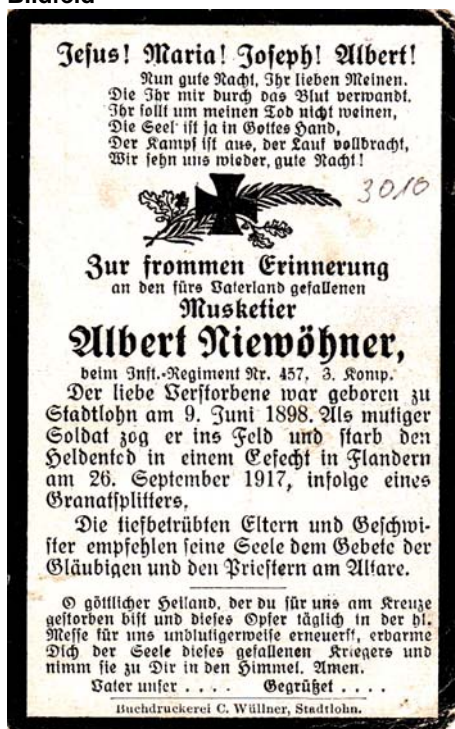 Bildfeld
Jesus! Maria! Joseph! Albert!
Nun gute Nacht, Ihr lieben Meinen.
Die Ihr mir durch das Blut verwandt.
Ihr sollt um meinen Tod nicht weinen,
Die Seel' ist ja in Gottes Hand,
Der Kampf ist aus, der Lauf vollbracht,
Wir sehn uns wieder, gute Nacht!
3010
Zur frommen Erinnerung
an den fürs Vaterland gefallenen
Musketier
Albert Niewöhner,
beim Inft.-Regiment Nr. 457, 3. Komp.
Der liebe Verstorbene war geboren zu
Stadtlohn am 9. Juni 1898. Als mutiger
Soldat zog er ins Feld und starb den
Heldentod in einem Gefecht in Flandern
am 26. September 1917, infolge eines
Granatsplitters.
Die tiefbetrübten Eltern und Geschwi-
ster empfehlen seine Seele dem Gebete der
Gläubigen und den Priestern am Altare.
O göttlicher Heiland, der du für uns am Kreuze
gestorben bist und dieses Opfer täglich in der hl.
Messe für uns unblutigerweise erneuerst, erbarme
Dich der Seele dieses gefallenen Kriegers und
nimm sie zu Dir in den Himmel. Amen.
Vater unser . . . . Gegrüßet . . . .
Buchdruckerei C. Wüllner, Stadtlohn.